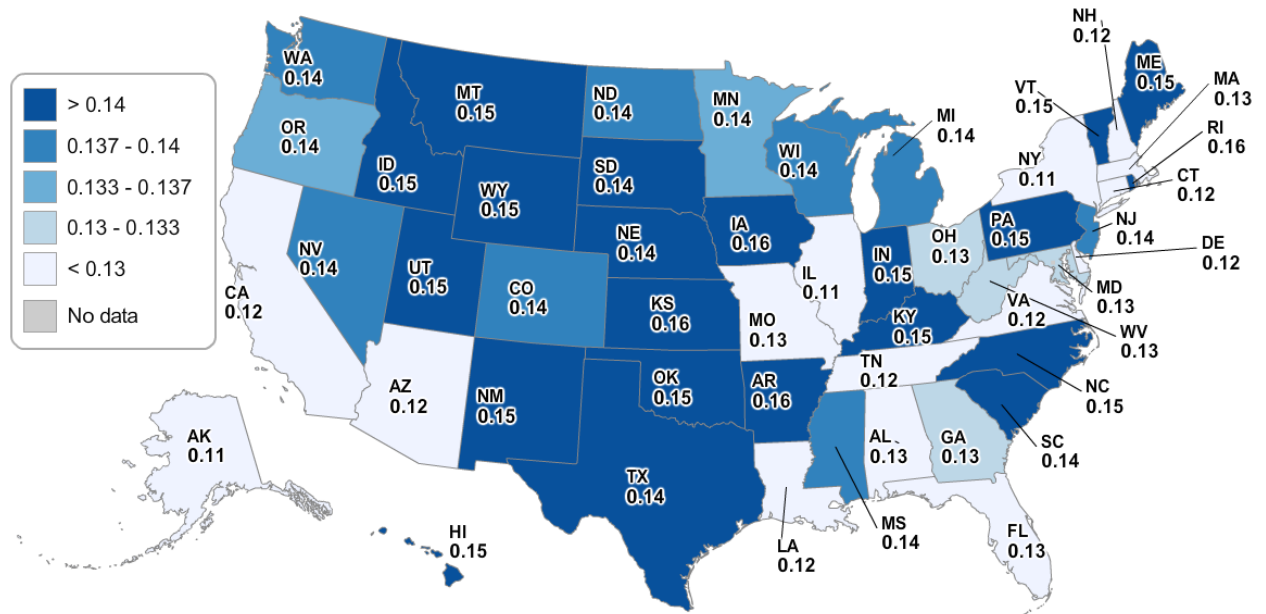 > 0.14
0.137 - 0.14
0.133 - 0.137
0.13 - 0.133
< 0.13
No data
WA
0.14
OR
0.14
CA
0.12
NV
0.14
ID
0.15
MT
0.15
WY
0.15
UT
0.15
CO
0.14
AZ
0.12
NM
0.15
ND
0.14
SD
0.14
NE
0.14
KS
0.16
OK
0.15
TX
0.14
MN
0.14
IA
0.16
MO
0.13
AR
0.16
LA
0.12
WI
0.14
IL
0.11
MI
0.14
IN
0.15
OH
0.13
KY
0.15
TN
0.12
MS
0.14
AL
0.13
GA
0.13
FL
0.13
SC
0.14
NC
0.15
VA
0.12
WV
0.13
MD
0.13
DE
0.12
PA
0.15
NJ
0.14
NY
0.11
CT
0.12
RI
0.16
MA
0.13
VT
0.15
NH
0.12
ME
0.15
AK
0.11
HI
0.15